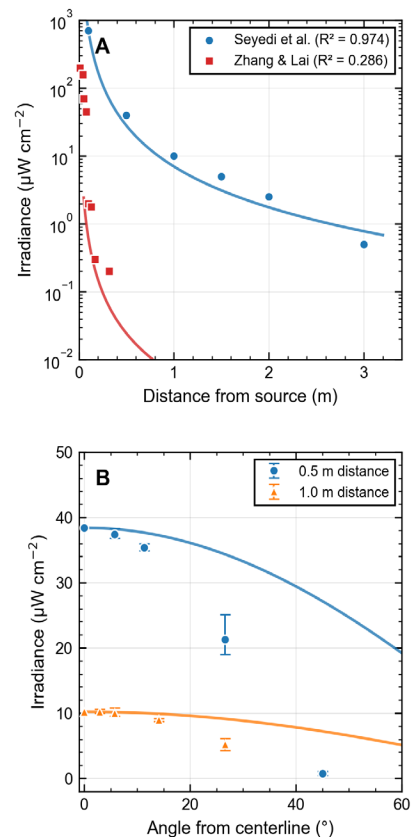 A
Seyedi et al. (R² = 0.974)
Zhang & Lai (R² = 0.286)
10³
10²
10¹
10⁰
10⁻¹
10⁻²
Irradiance (µW cm⁻²)
0 1 2 3
Distance from source (m)
B
0.5 m distance
1.0 m distance
50
40
30
20
10
0
Irradiance (µW cm⁻²)
0 20 40 60
Angle from centerline (°)